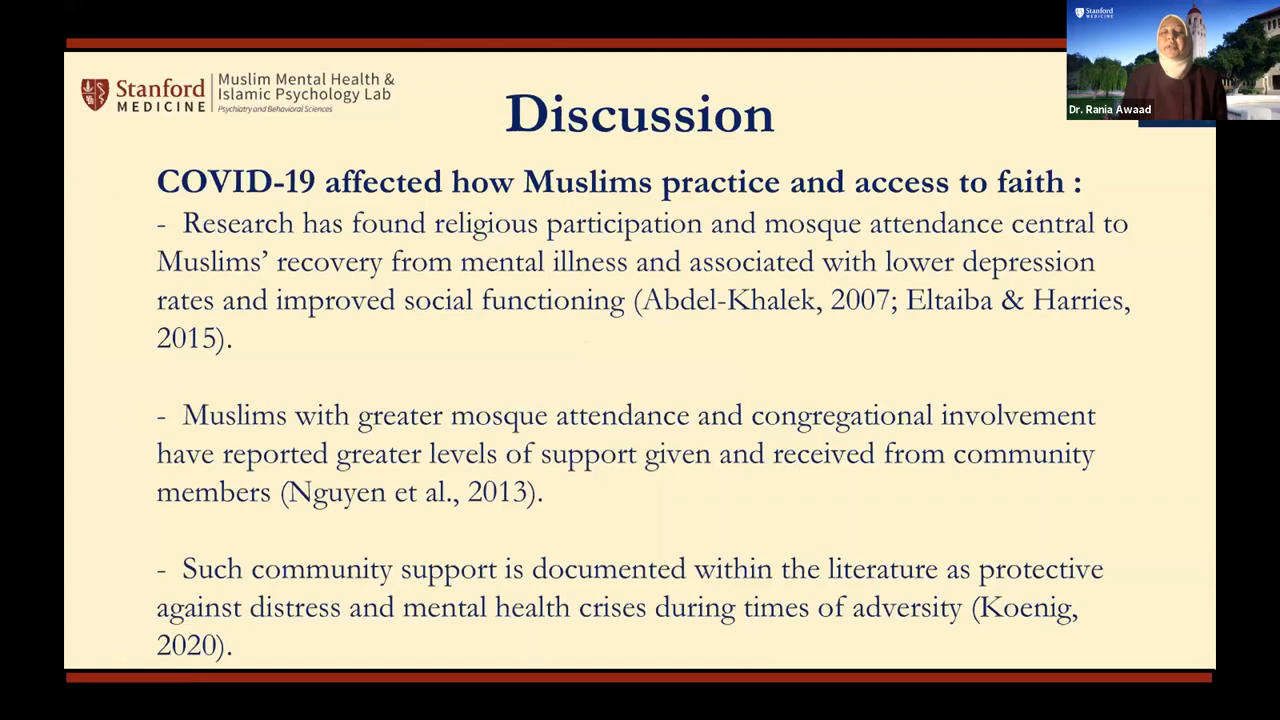 Stanford
MEDICINE
Muslim Mental Health &
Islamic Psychology Lab
Psychiatry and Behavioral Sciences
Stanford
MEDICINE
Dr. Rania Awaad
Discussion
COVID-19 affected how Muslims practice and access to faith :
- Research has found religious participation and mosque attendance central to
Muslims’ recovery from mental illness and associated with lower depression
rates and improved social functioning (Abdel-Khalek, 2007; Eltaiba & Harries,
2015).
- Muslims with greater mosque attendance and congregational involvement
have reported greater levels of support given and received from community
members (Nguyen et al., 2013).
- Such community support is documented within the literature as protective
against distress and mental health crises during times of adversity (Koenig,
2020).